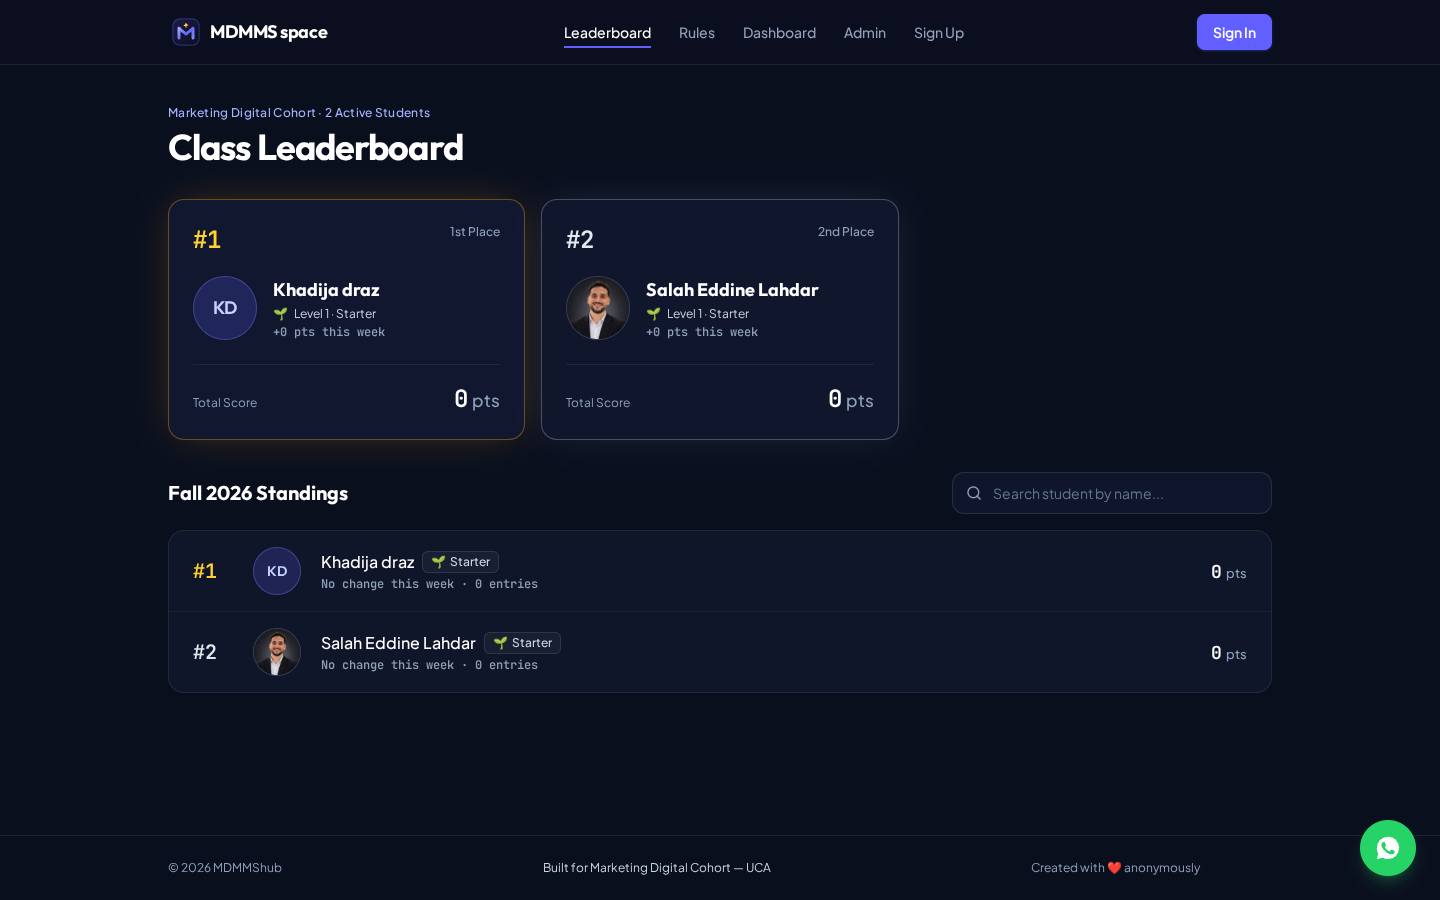 MDMMS space
Leaderboard
Rules
Dashboard
Admin
Sign Up
Sign In
Marketing Digital Cohort · 2 Active Students
Class Leaderboard
#1
1st Place
KD
Khadija draz
🌱 Level 1 · Starter
+0 pts this week
Total Score
0 pts
#2
2nd Place
Salah Eddine Lahdar
🌱 Level 1 · Starter
+0 pts this week
Total Score
0 pts
Fall 2026 Standings
Search student by name...
#1
KD
Khadija draz
🌱 Starter
No change this week · 0 entries
0 pts
#2
Salah Eddine Lahdar
🌱 Starter
No change this week · 0 entries
0 pts
© 2026 MDMMShub
Built for Marketing Digital Cohort — UCA
Created with ❤️ anonymously